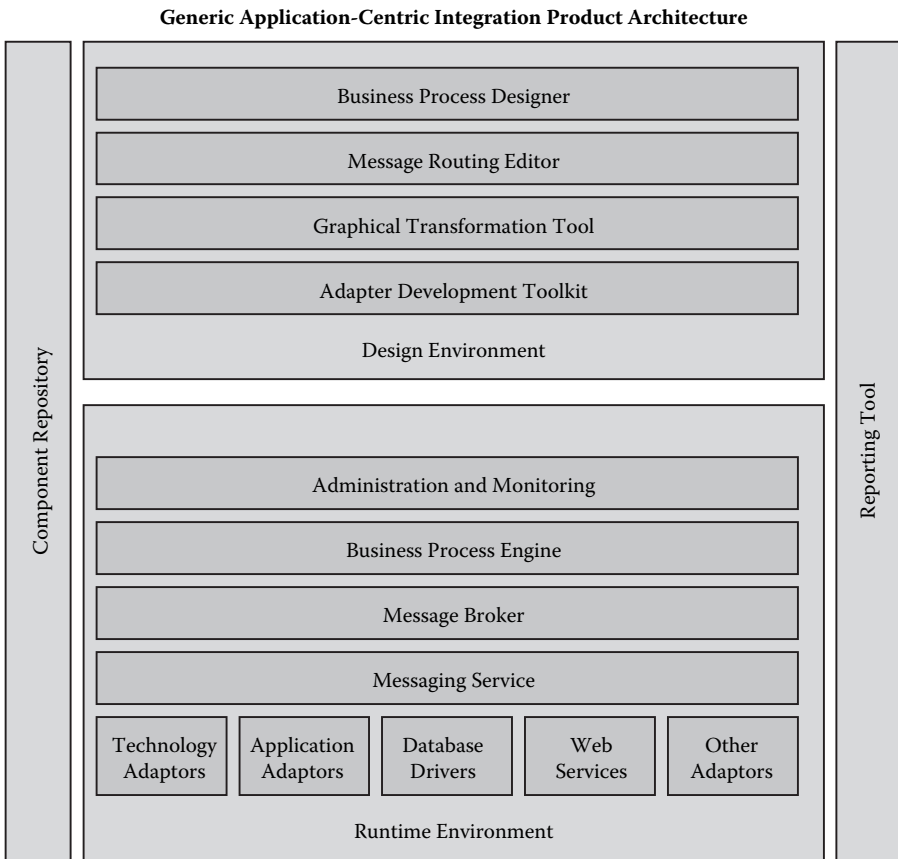 Generic Application-Centric Integration Product Architecture
Component Repository
Business Process Designer
Message Routing Editor
Graphical Transformation Tool
Adapter Development Toolkit
Design Environment
Administration and Monitoring
Business Process Engine
Message Broker
Messaging Service
Technology
Adaptors
Application
Adaptors
Database
Drivers
Web
Services
Other
Adaptors
Runtime Environment
Reporting Tool